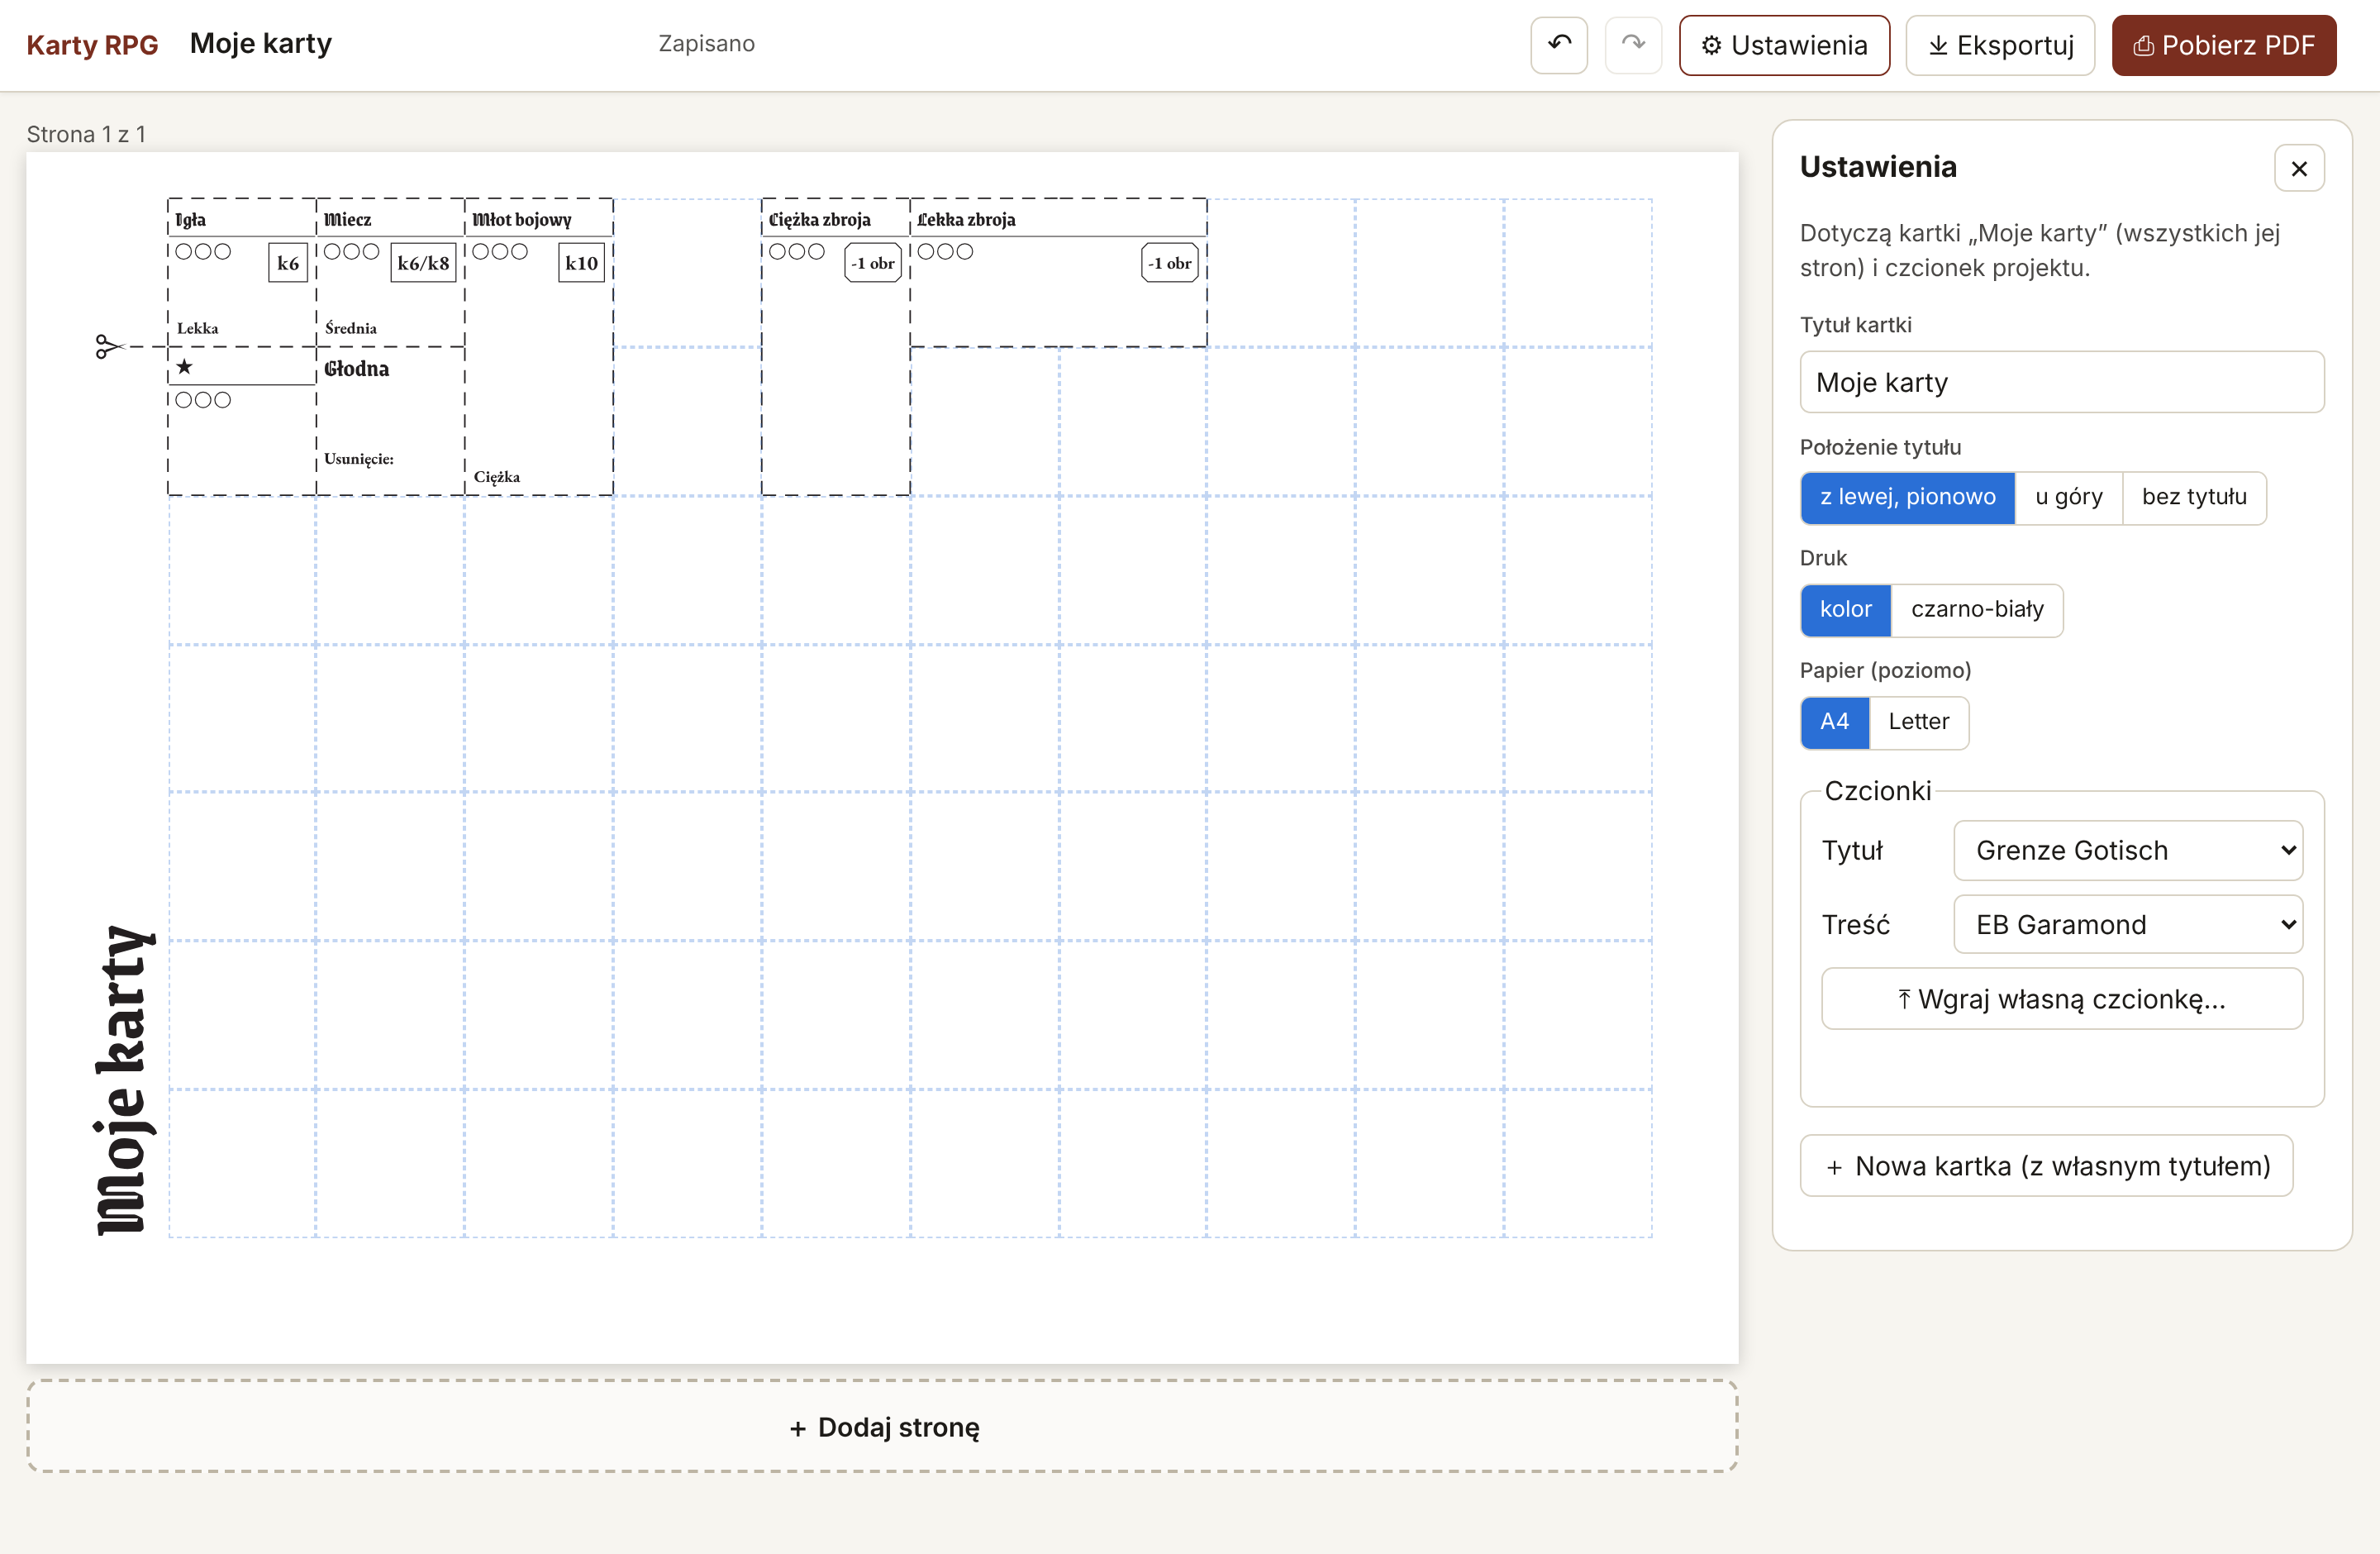 Karty RPG Moje karty Zapisano ↶ ↷ ⚙ Ustawienia Eksportuj Pobierz PDF
Strona 1 z 1
Igła Miecz Młot bojowy Ciężka zbroja Lekka zbroja
k6 k6/k8 k10 -1 obr -1 obr
Lekka Średnia
★ Głodna
Usunięcie:
Ciężka
Moje karty
+ Dodaj stronę
Ustawienia ×
Dotyczą kartki „Moje karty” (wszystkich jej
stron) i czcionek projektu.
Tytuł kartki
Moje karty
Położenie tytułu
z lewej, pionowo u góry bez tytułu
Druk
kolor czarno-biały
Papier (poziomo)
A4 Letter
Czcionki
Tytuł Grenze Gotisch
Treść EB Garamond
⤒ Wgraj własną czcionkę…
+ Nowa kartka (z własnym tytułem)